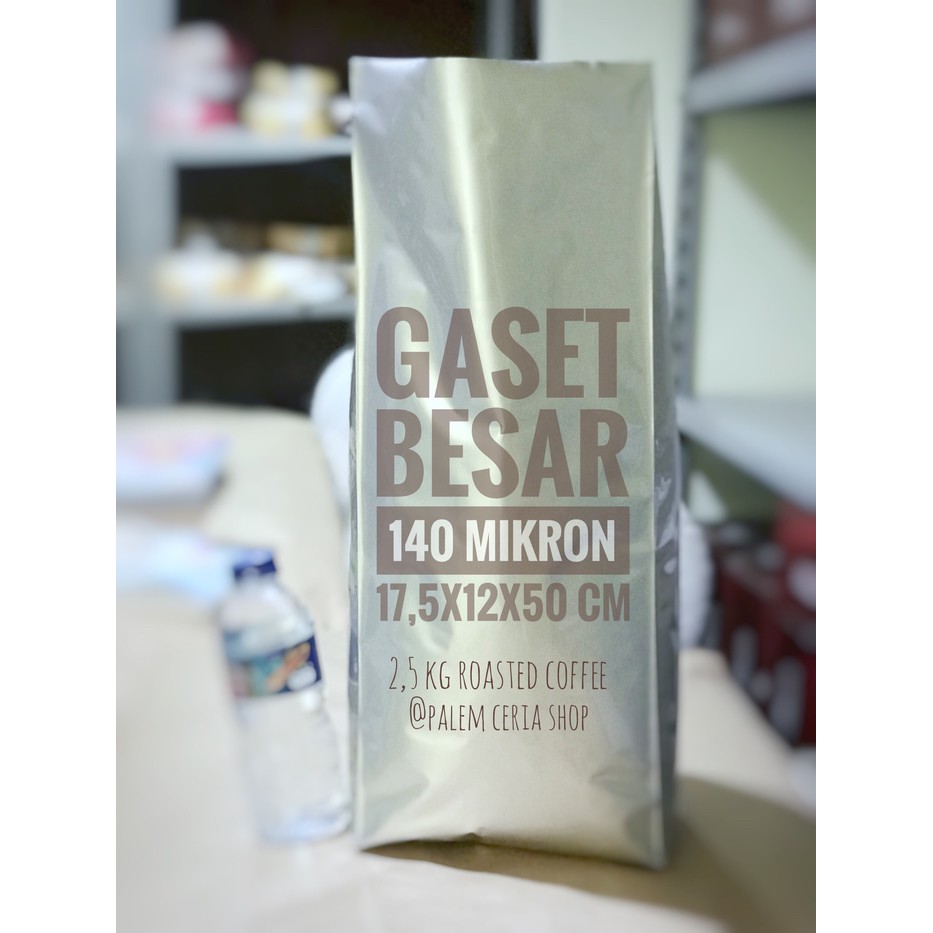 GASET
BESAR
140 MIKRON
17,5X12X50 CM
2,5 KG ROASTED COFFEE
@PALEM CERIA SHOP